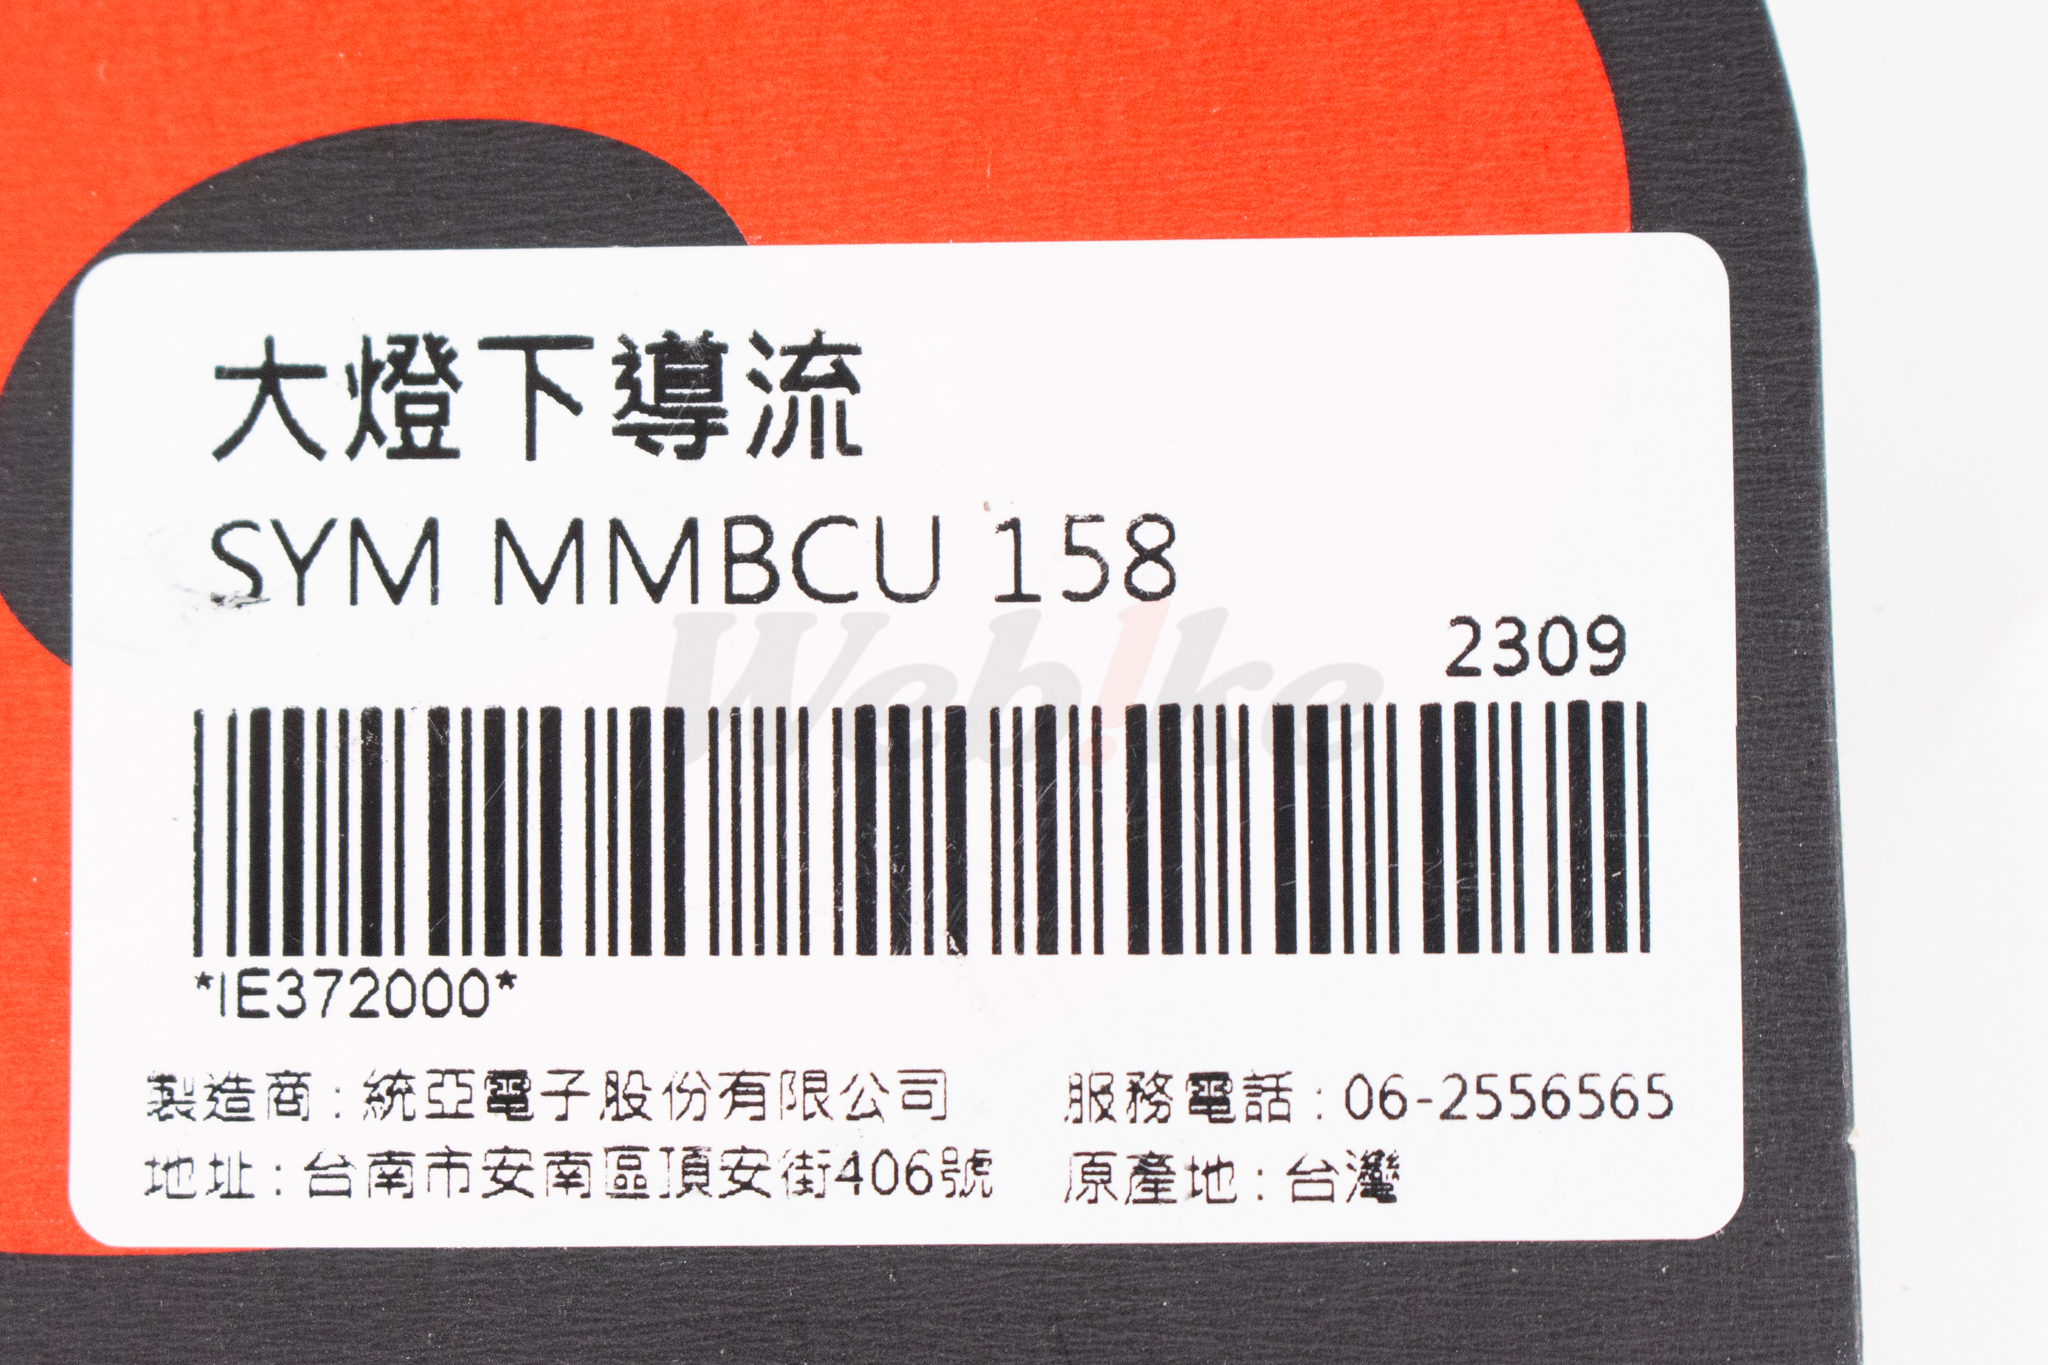 大燈下導流
SYM MMBCU 158
2309
*IE372000*
製造商：統亞電子股份有限公司 服務電話：06-2556565
地址：台南市安南區頂安街406號 原產地：台灣
Web!ke